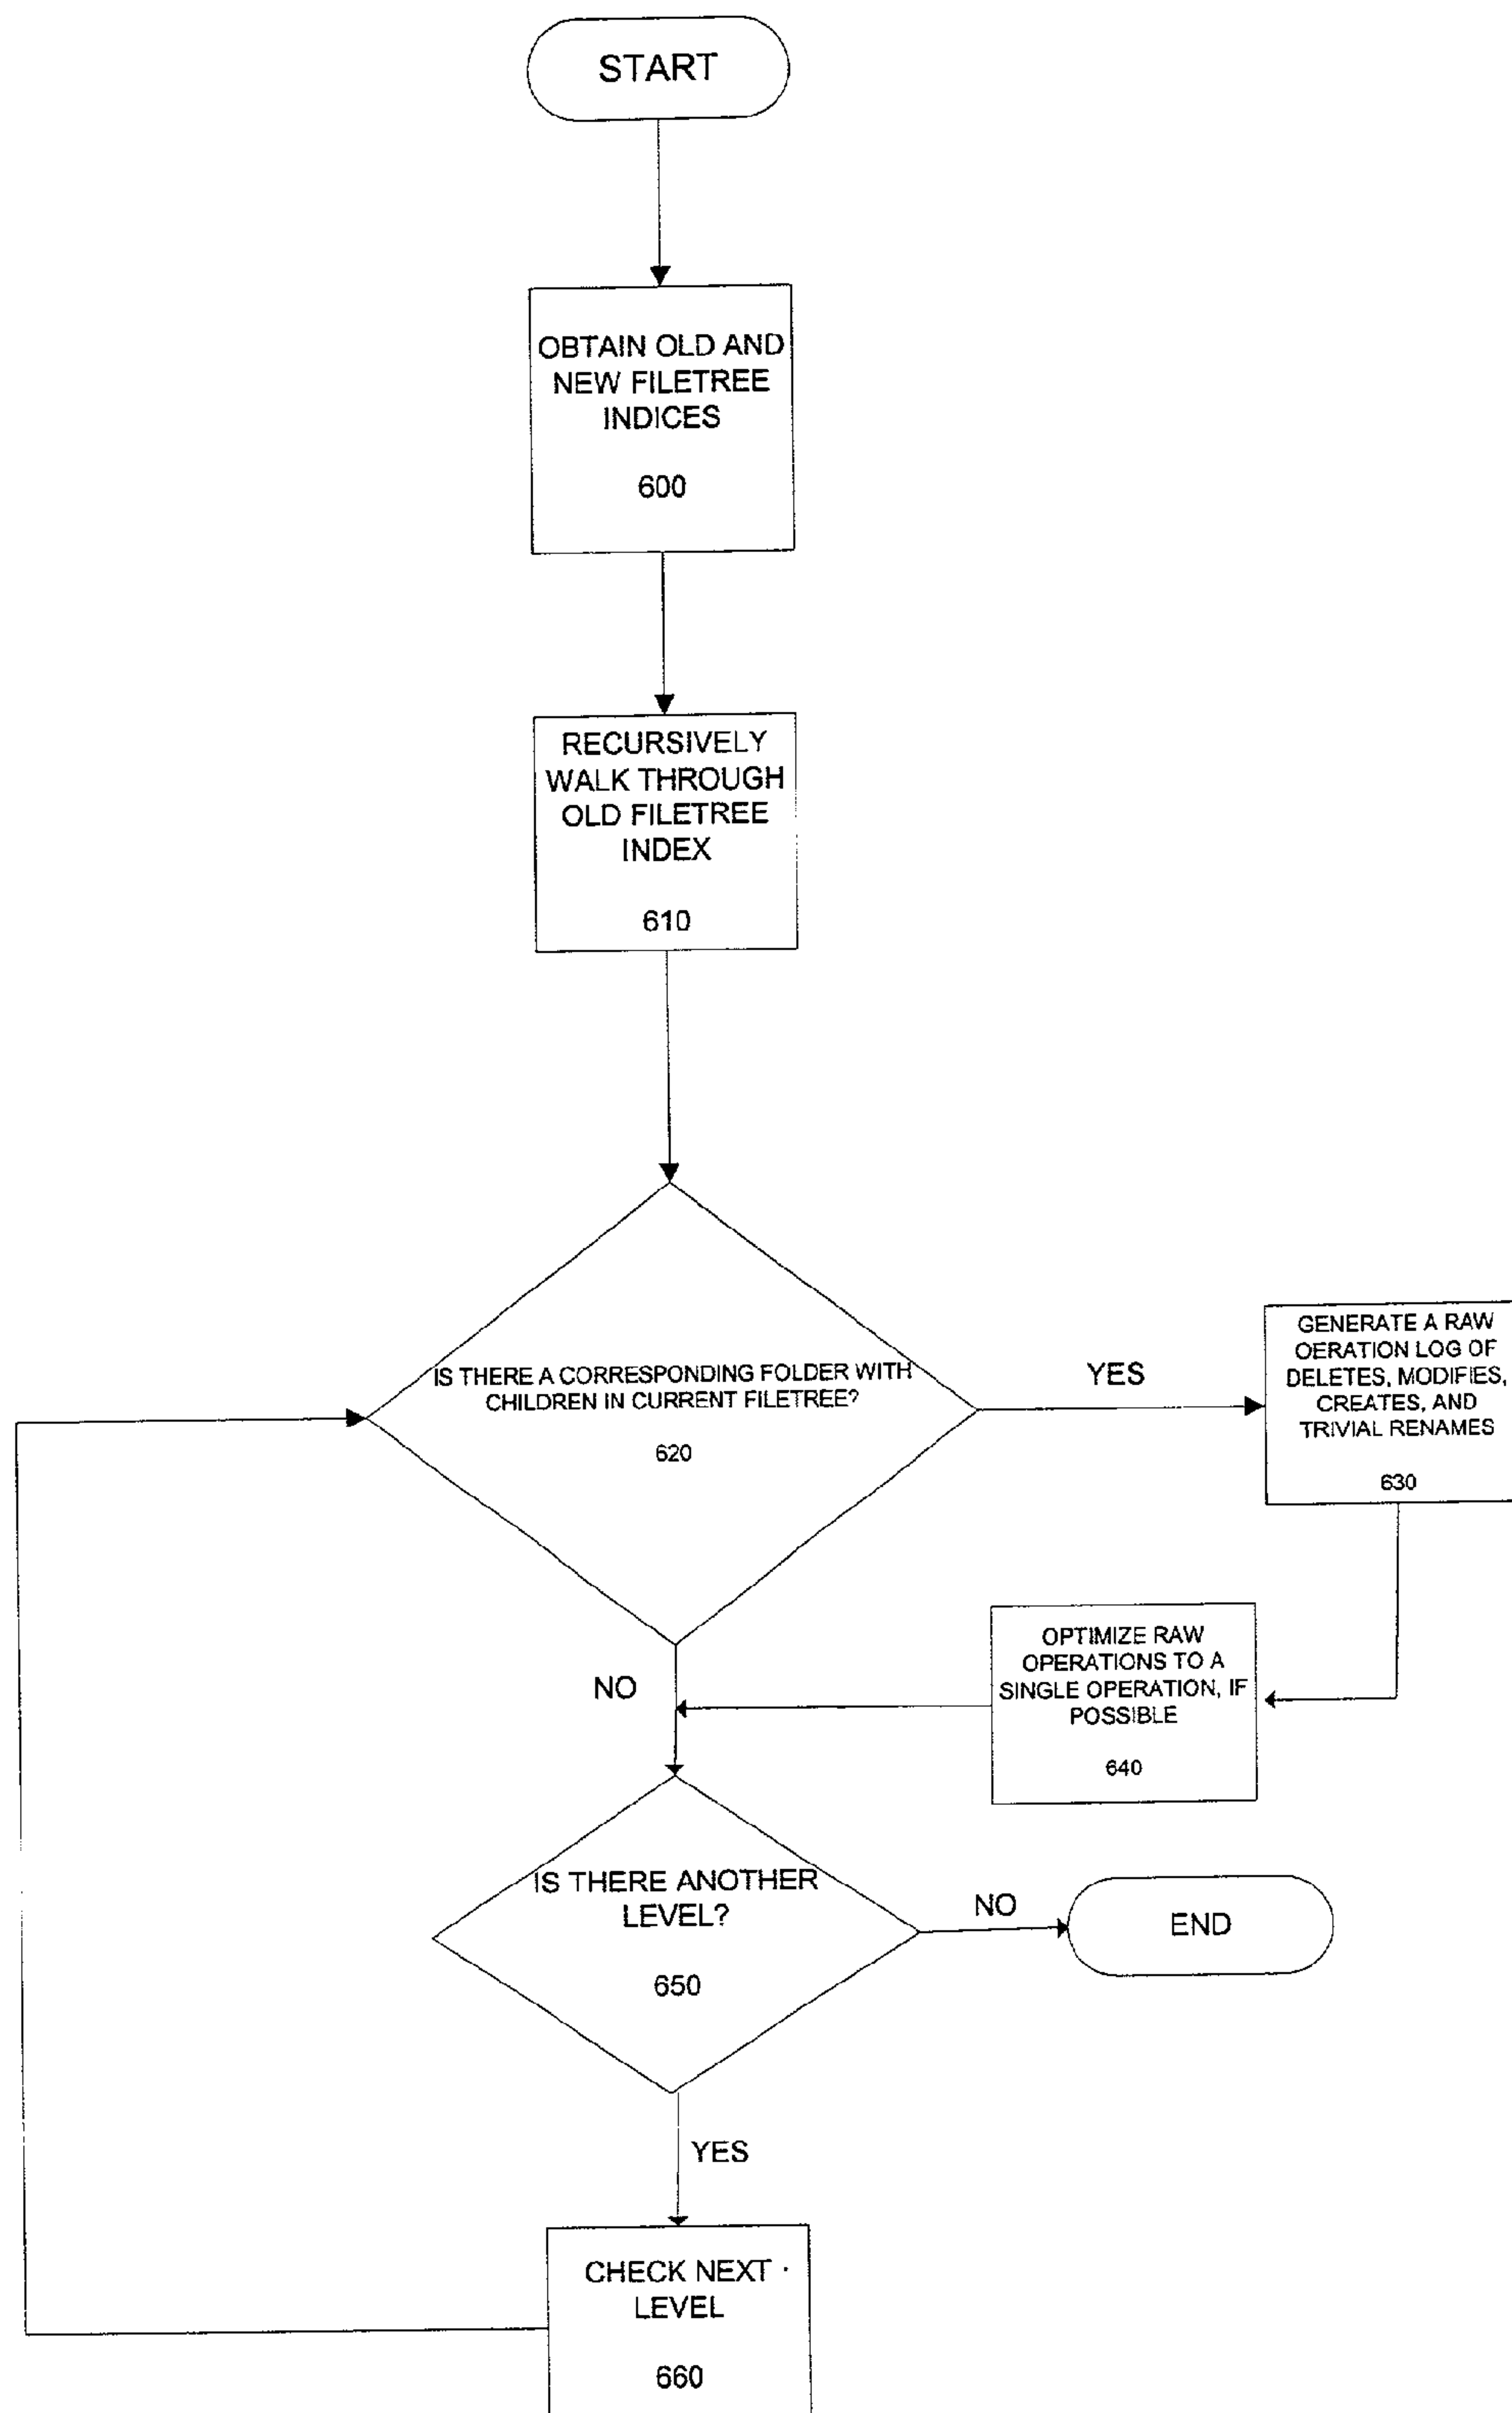 START
OBTAIN OLD AND
NEW FILETREE
INDICES
600
RECURSIVELY
WALK THROUGH
OLD FILETREE
INDEX
610
IS THERE A CORRESPONDING FOLDER WITH
CHILDREN IN CURRENT FILETREE?
620
YES
GENERATE A RAW
OERATION LOG OF
DELETES, MODIFIES,
CREATES, AND
TRIVIAL RENAMES
630
NO
OPTIMIZE RAW
OPERATIONS TO A
SINGLE OPERATION, IF
POSSIBLE
640
IS THERE ANOTHER
LEVEL?
650
NO
END
YES
CHECK NEXT
LEVEL
660